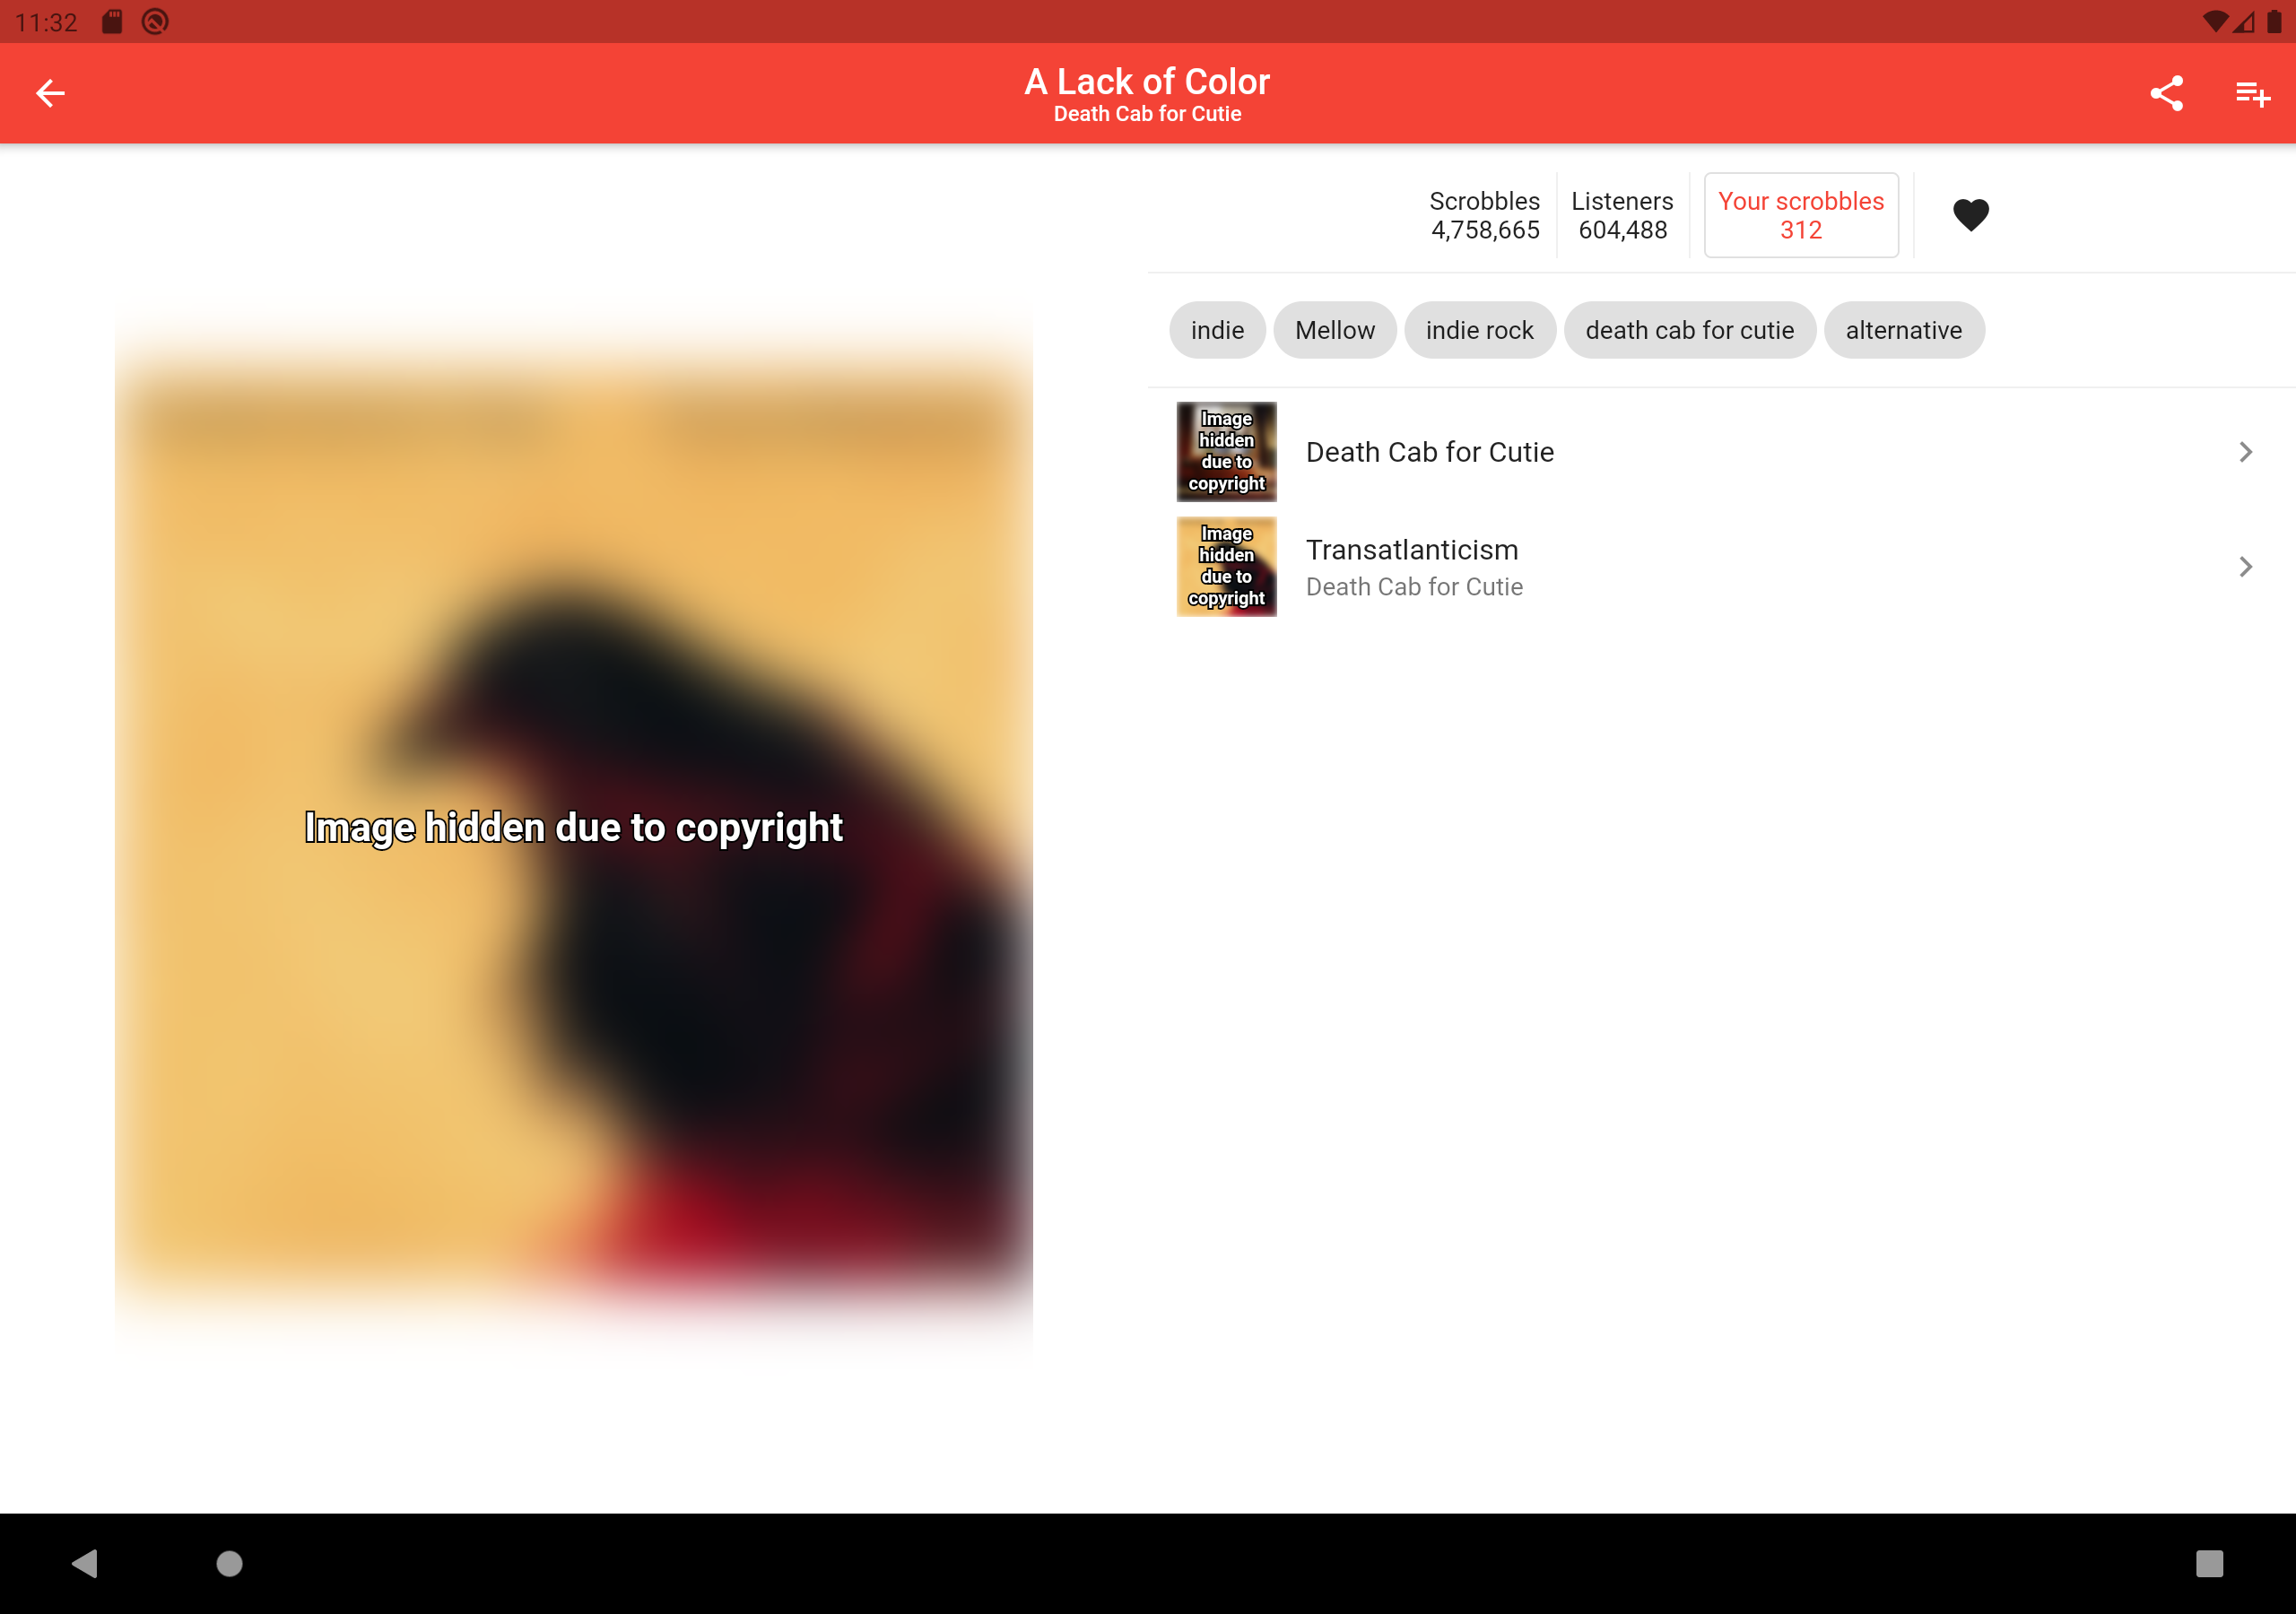 11:32
A Lack of Color
Death Cab for Cutie
Scrobbles
4,758,665
Listeners
604,488
Your scrobbles
312
indie
Mellow
indie rock
death cab for cutie
alternative
Image
hidden
due to
copyright
Death Cab for Cutie
Image
hidden
due to
copyright
Transatlanticism
Death Cab for Cutie
Image hidden due to copyright